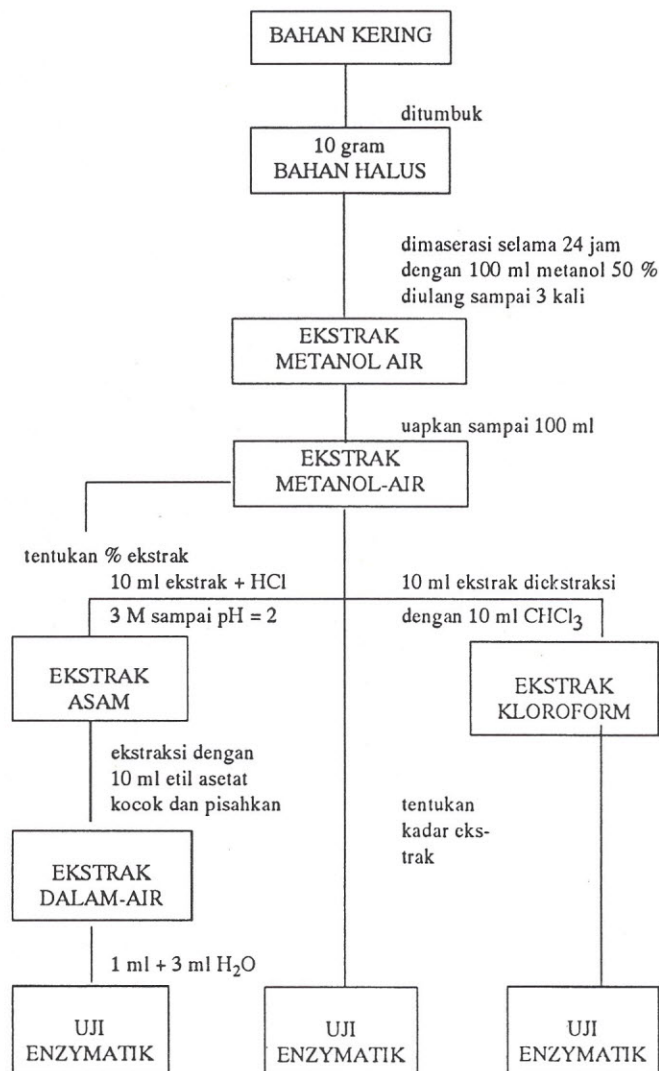 BAHAN KERING
ditumbuk
10 gram
BAHAN HALUS
dimaserasi selama 24 jam
dengan 100 ml metanol 50 %
diulang sampai 3 kali
EKSTRAK
METANOL AIR
uapkan sampai 100 ml
EKSTRAK
METANOL-AIR
tentukan % ekstrak
10 ml ekstrak + HCl
3 M sampai pH = 2
10 ml ekstrak diekstraksi
dengan 10 ml CHCl₃
EKSTRAK
ASAM
EKSTRAK
KLOROFORM
ekstraksi dengan
10 ml etil asetat
kocok dan pisahkan
tentukan
kadar eks-
trak
EKSTRAK
DALAM-AIR
1 ml + 3 ml H₂O
UJI
ENZYMATIK
UJI
ENZYMATIK
UJI
ENZYMATIK